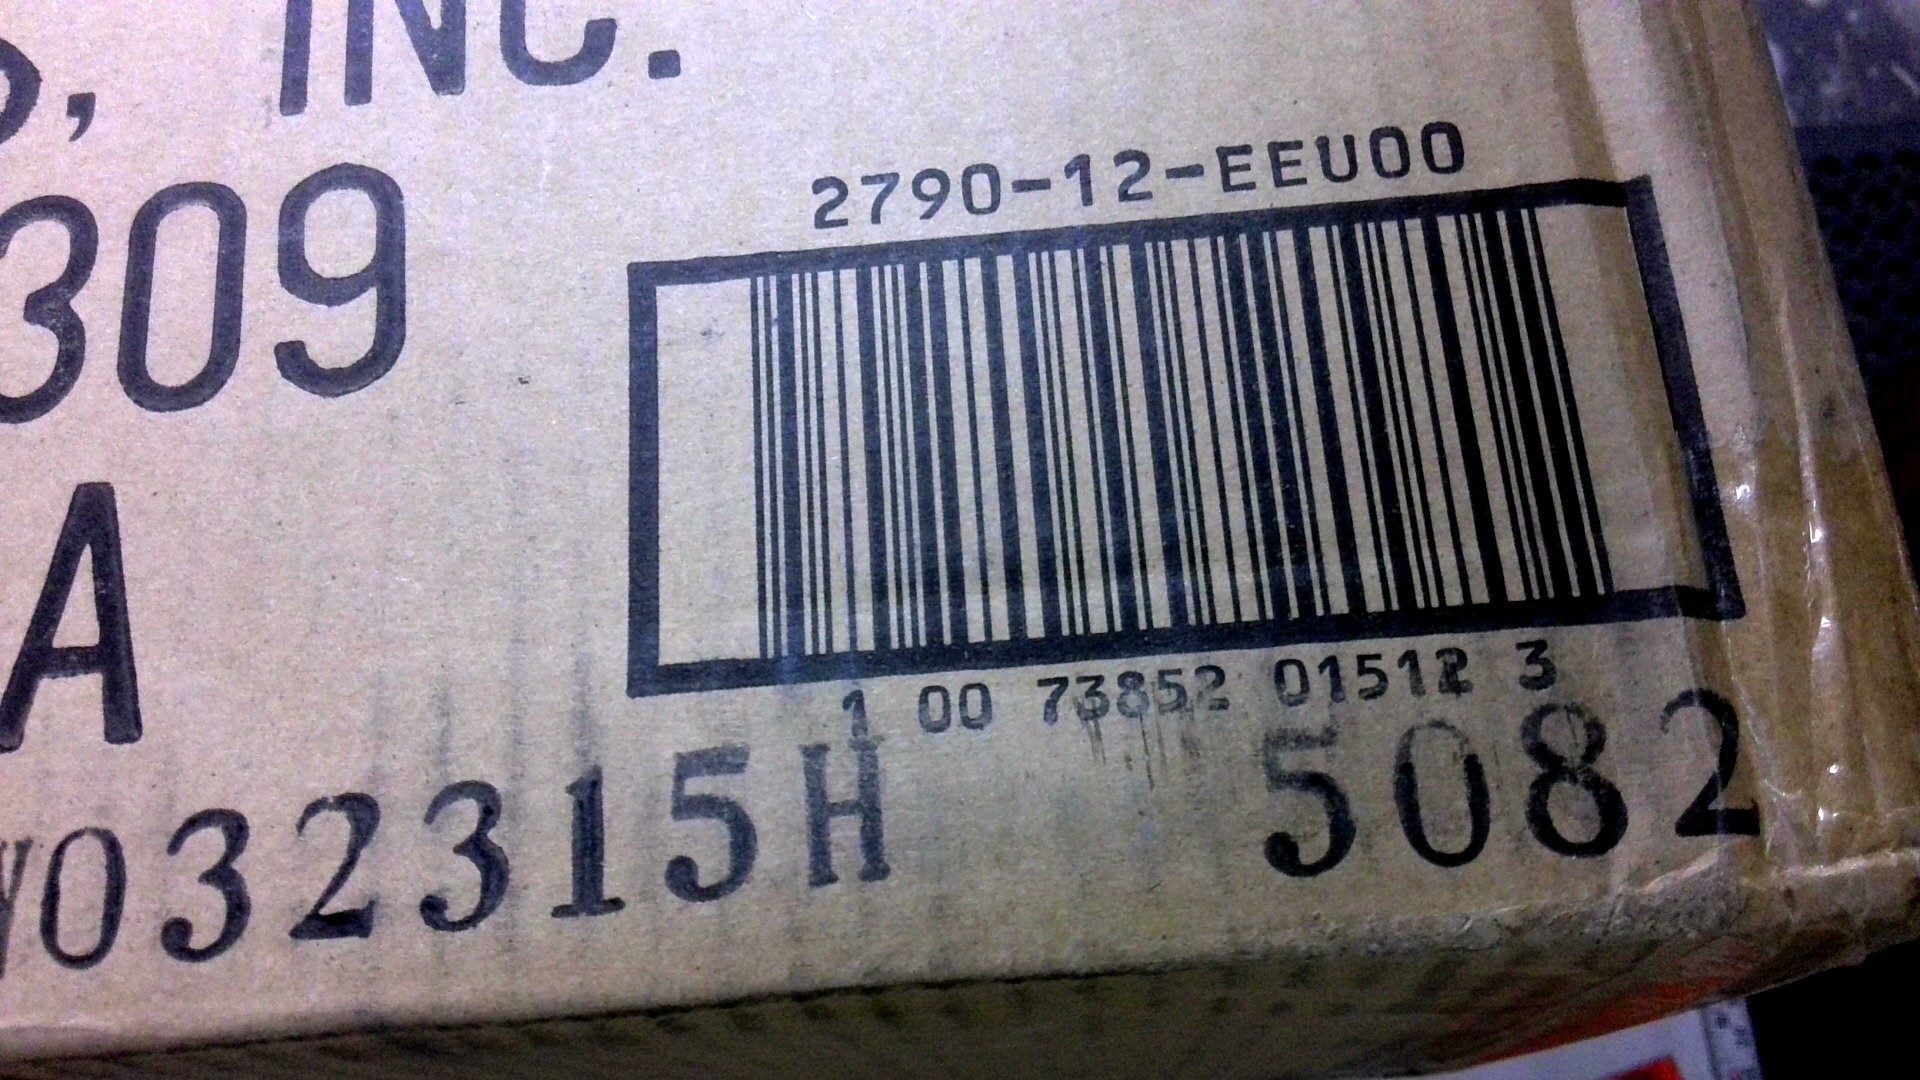 S, INC.
309
A
2790-12-EEU00
1 00 73852 01512 3
W032315H 5082